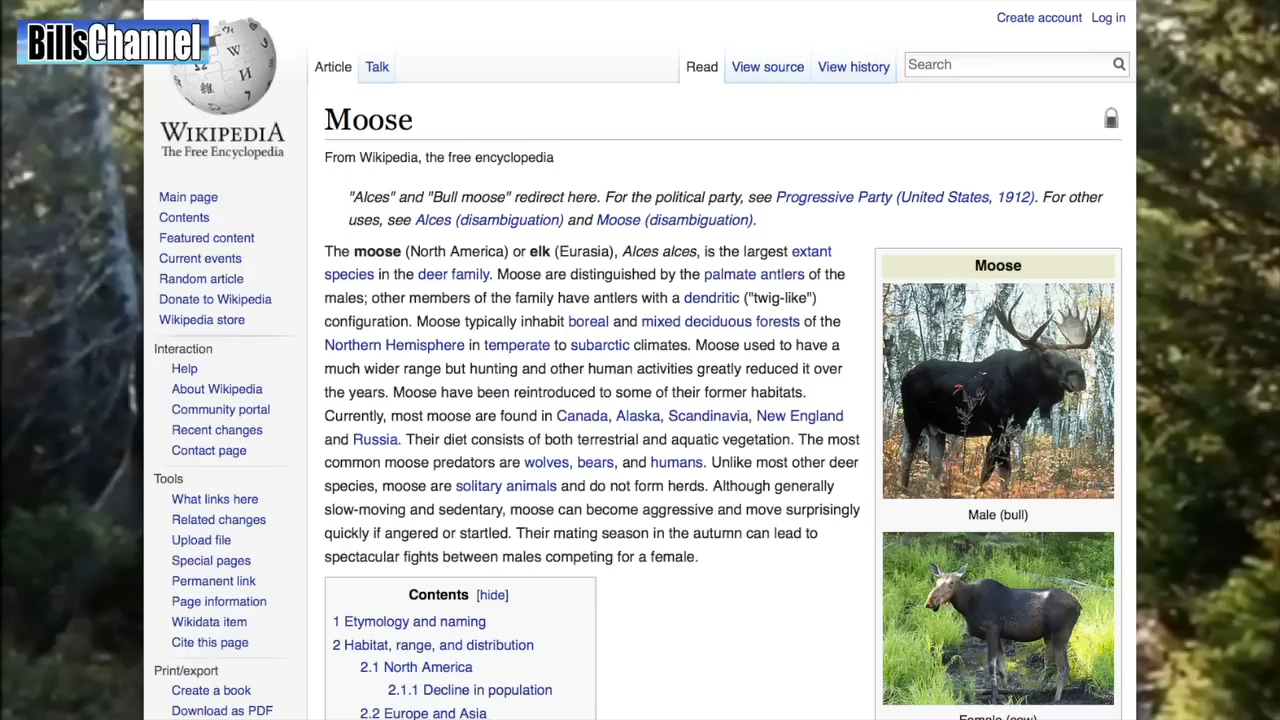 BillsChannel
Create account Log in
Article Talk Read View source View history Search
WIKIPEDIA
The Free Encyclopedia
Main page
Contents
Featured content
Current events
Random article
Donate to Wikipedia
Wikipedia store
Interaction
Help
About Wikipedia
Community portal
Recent changes
Contact page
Tools
What links here
Related changes
Upload file
Special pages
Permanent link
Page information
Wikidata item
Cite this page
Print/export
Create a book
Download as PDF
Moose
From Wikipedia, the free encyclopedia
"Alces" and "Bull moose" redirect here. For the political party, see Progressive Party (United States, 1912). For other
uses, see Alces (disambiguation) and Moose (disambiguation).
The moose (North America) or elk (Eurasia), Alces alces, is the largest extant
species in the deer family. Moose are distinguished by the palmate antlers of the
males; other members of the family have antlers with a dendritic ("twig-like")
configuration. Moose typically inhabit boreal and mixed deciduous forests of the
Northern Hemisphere in temperate to subarctic climates. Moose used to have a
much wider range but hunting and other human activities greatly reduced it over
the years. Moose have been reintroduced to some of their former habitats.
Currently, most moose are found in Canada, Alaska, Scandinavia, New England
and Russia. Their diet consists of both terrestrial and aquatic vegetation. The most
common moose predators are wolves, bears, and humans. Unlike most other deer
species, moose are solitary animals and do not form herds. Although generally
slow-moving and sedentary, moose can become aggressive and move surprisingly
quickly if angered or startled. Their mating season in the autumn can lead to
spectacular fights between males competing for a female.
Contents [hide]
1 Etymology and naming
2 Habitat, range, and distribution
2.1 North America
2.1.1 Decline in population
2.2 Europe and Asia
Moose
Male (bull)
Female (cow)